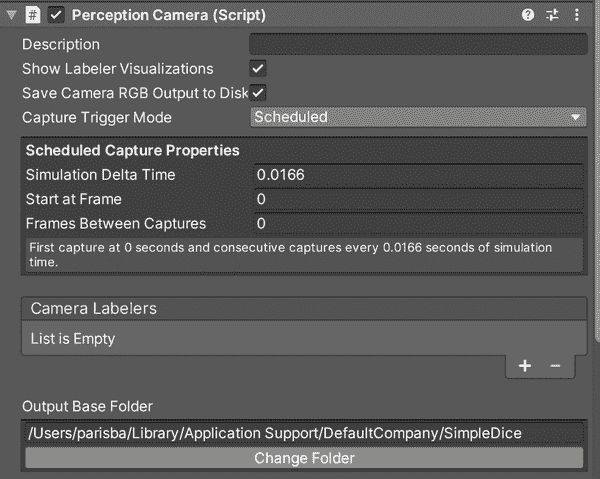 Perception Camera (Script)
Description
Show Labeler Visualizations
Save Camera RGB Output to Disk
Capture Trigger Mode Scheduled
Scheduled Capture Properties
Simulation Delta Time 0.0166
Start at Frame 0
Frames Between Captures 0
First capture at 0 seconds and consecutive captures every 0.0166 seconds of simulation
time.
Camera Labelers
List is Empty
+ −
Output Base Folder
/Users/parisba/Library/Application Support/DefaultCompany/SimpleDice
Change Folder